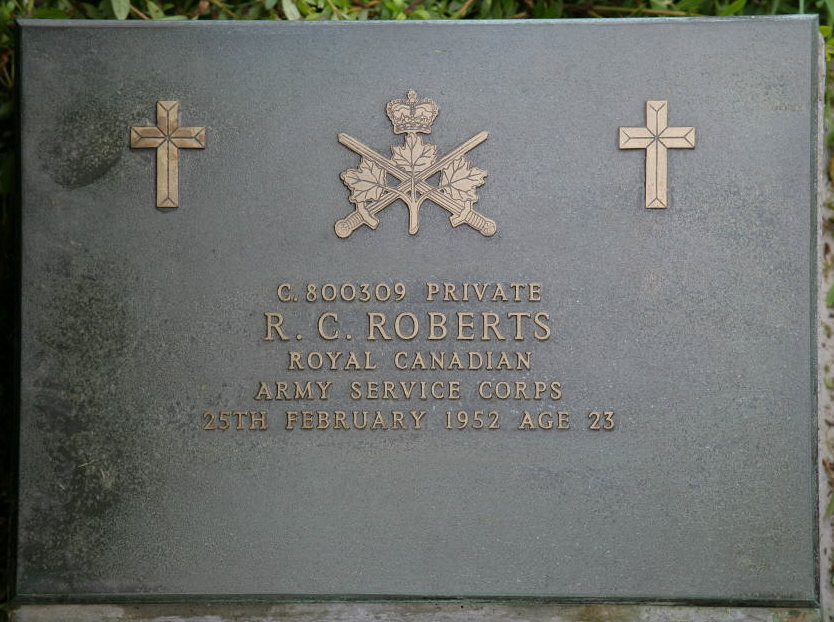 C.800309 PRIVATE
R. C. ROBERTS
ROYAL CANADIAN
ARMY SERVICE CORPS
25TH FEBRUARY 1952 AGE 23